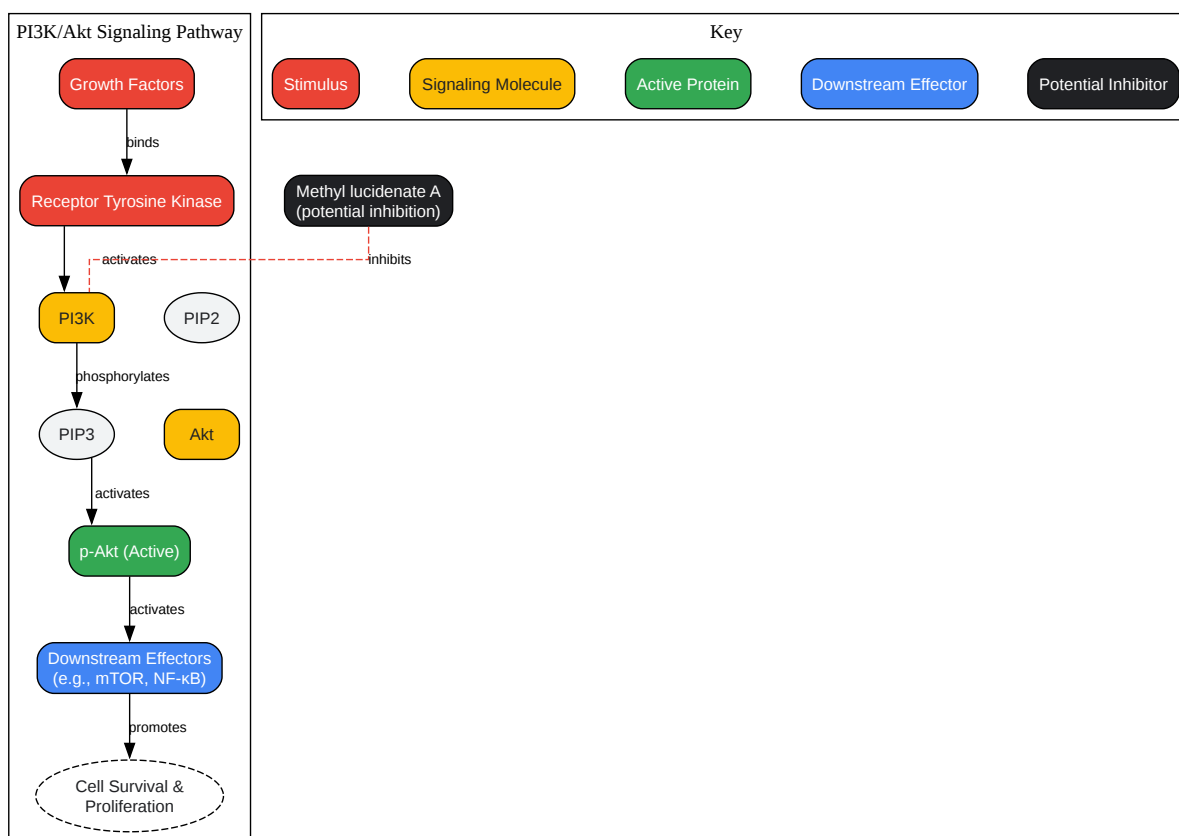 PI3K/Akt Signaling Pathway
Key
Growth Factors
Stimulus
Signaling Molecule
Active Protein
Downstream Effector
Potential Inhibitor
binds
Receptor Tyrosine Kinase
Methyl lucidenate A
(potential inhibition)
activates
inhibits
PI3K
PIP2
phosphorylates
PIP3
Akt
activates
p-Akt (Active)
activates
Downstream Effectors
(e.g., mTOR, NF-κB)
promotes
Cell Survival &
Proliferation